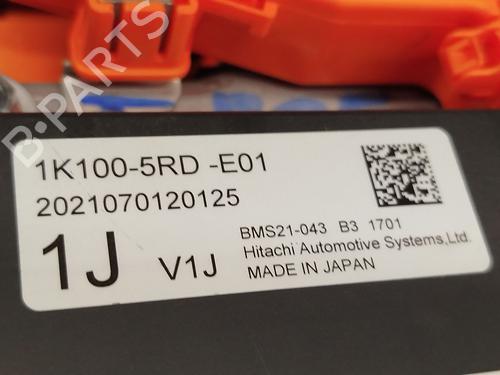 B-PARTS
1K100-5RD -E01
2021070120125
1J V1J
BMS21-043 B3 1701
Hitachi Automotive Systems,Ltd.
MADE IN JAPAN